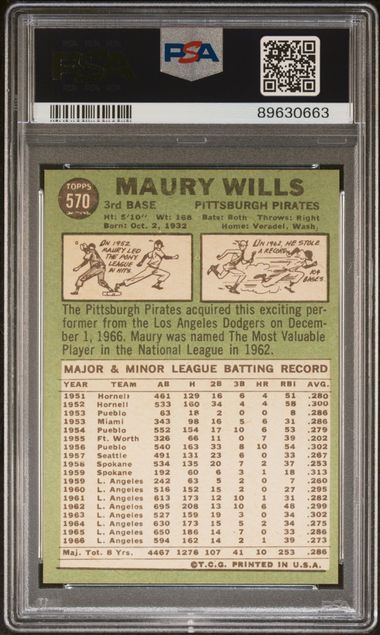 PSA
89630663
TOPPS
570
MAURY WILLS
3rd BASE PITTSBURGH PIRATES
Ht: 5'10" Wt: 168 Bats: Both Throws: Right
Born: Oct. 2, 1932 Home: Veradel, Wash.
IN 1952, MAURY LED THE PONY LEAGUE IN HITS.
IN 1962, HE STOLE A RECORD 104 BASES
The Pittsburgh Pirates acquired this exciting per-
former from the Los Angeles Dodgers on Decem-
ber 1, 1966. Maury was named The Most Valuable
Player in the National League in 1962.
MAJOR & MINOR LEAGUE BATTING RECORD
YEAR TEAM AB H 2B 3B HR RBI AVG.
1951 Hornell 461 129 16 6 4 51 .280
1952 Hornell 533 160 34 4 4 58 .300
1953 Pueblo 63 18 2 0 0 8 .286
1953 Miami 343 98 16 5 6 31 .286
1954 Pueblo 552 154 17 10 6 53 .279
1955 Ft. Worth 326 66 11 0 7 39 .202
1956 Pueblo 540 163 33 8 10 54 .302
1957 Seattle 491 131 23 6 0 33 .267
1958 Spokane 534 135 20 7 2 37 .253
1959 Spokane 192 60 6 3 1 18 .313
1959 L. Angeles 242 63 5 2 0 7 .260
1960 L. Angeles 516 152 15 2 0 27 .295
1961 L. Angeles 613 173 12 10 1 31 .282
1962 L. Angeles 695 208 13 10 6 48 .299
1963 L. Angeles 527 159 19 3 0 34 .302
1964 L. Angeles 630 173 15 5 2 34 .275
1965 L. Angeles 650 186 14 7 0 33 .286
1966 L. Angeles 594 162 14 2 1 39 .273
Maj. Tot. 8 Yrs. 4467 1276 107 41 10 253 .286
©T.C.G. PRINTED IN U.S.A.